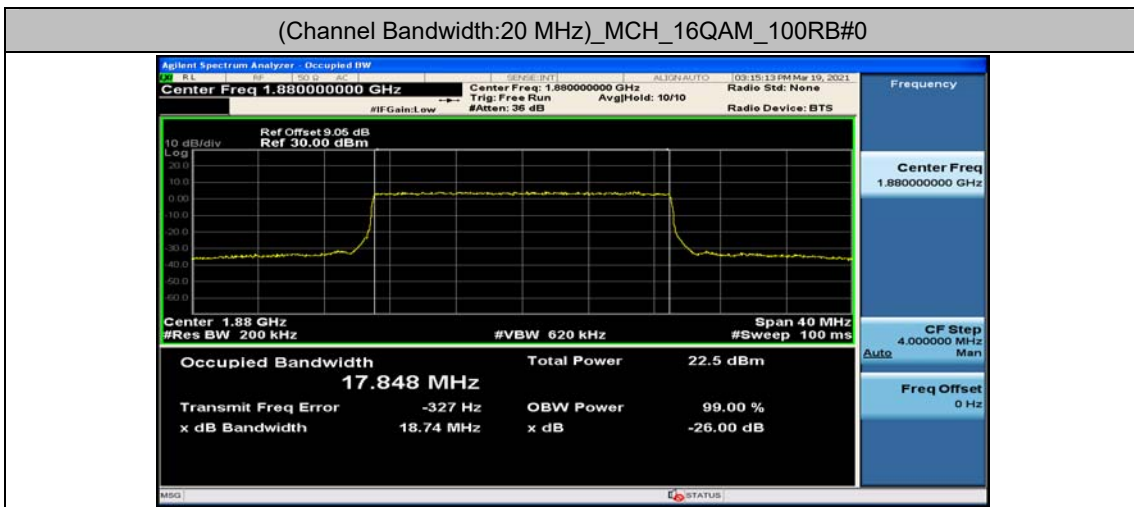 (Channel Bandwidth:20 MHz)_MCH_16QAM_100RB#0
Agilent Spectrum Analyzer - Occupied BW
RL RF 50 Ω AC SENSE:INT ALIGN AUTO 03:15:13 PM Mar 19, 2021
Center Freq 1.880000000 GHz
Center Freq: 1.880000000 GHz Radio Std: None
Trig: Free Run Avg|Hold: 10/10
#IFGain:Low #Atten: 36 dB Radio Device: BTS
Frequency
Ref Offset 9.05 dB
10 dB/div Ref 30.00 dBm
Log
20.0
10.0
0.00
-10.0
-20.0
-30.0
-40.0
-50.0
-60.0
Center Freq
1.880000000 GHz
Center 1.88 GHz Span 40 MHz
#Res BW 200 kHz #VBW 620 kHz #Sweep 100 ms
CF Step
4.000000 MHz
Auto Man
Occupied Bandwidth Total Power 22.5 dBm
17.848 MHz
Transmit Freq Error -327 Hz OBW Power 99.00 %
x dB Bandwidth 18.74 MHz x dB -26.00 dB
Freq Offset
0 Hz
MSG STATUS